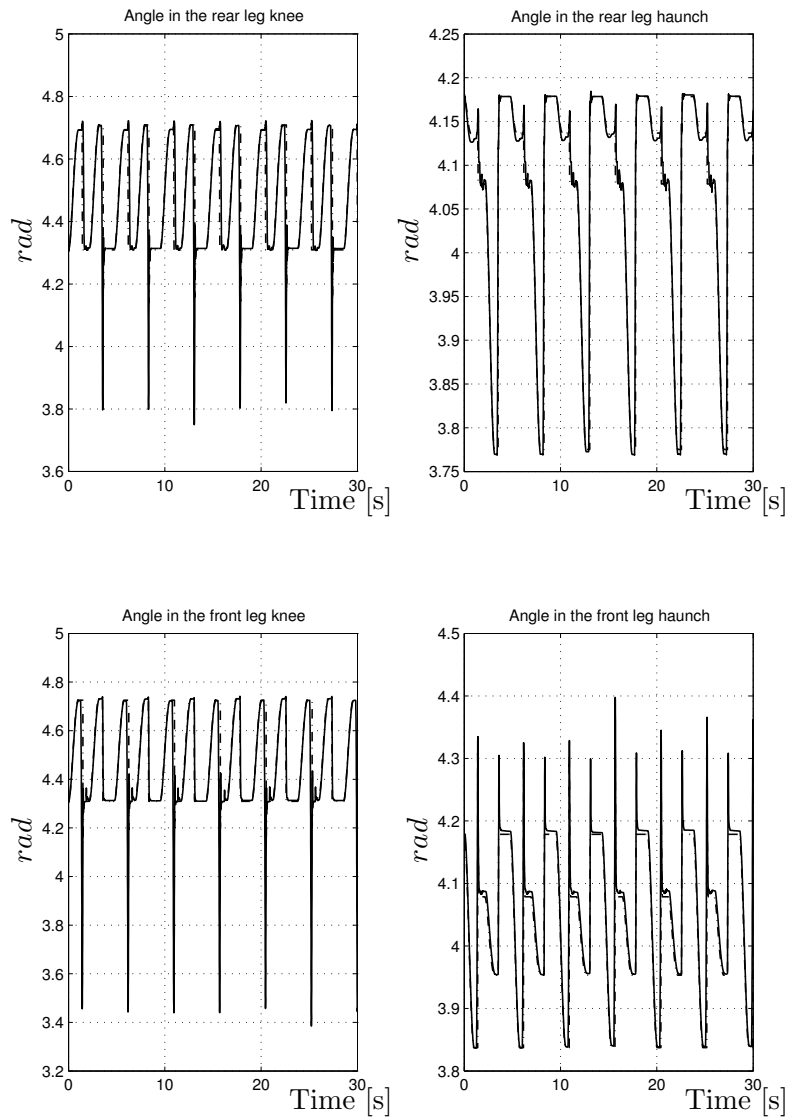 Angle in the rear leg knee
5
4.8
4.6
4.4
4.2
4
3.8
3.6
rad
0 10 20 30
Time [s]
Angle in the rear leg haunch
4.25
4.2
4.15
4.1
4.05
4
3.95
3.9
3.85
3.8
3.75
rad
0 10 20 30
Time [s]
Angle in the front leg knee
5
4.8
4.6
4.4
4.2
4
3.8
3.6
3.4
3.2
rad
0 10 20 30
Time [s]
Angle in the front leg haunch
4.5
4.4
4.3
4.2
4.1
4
3.9
3.8
rad
0 10 20 30
Time [s]